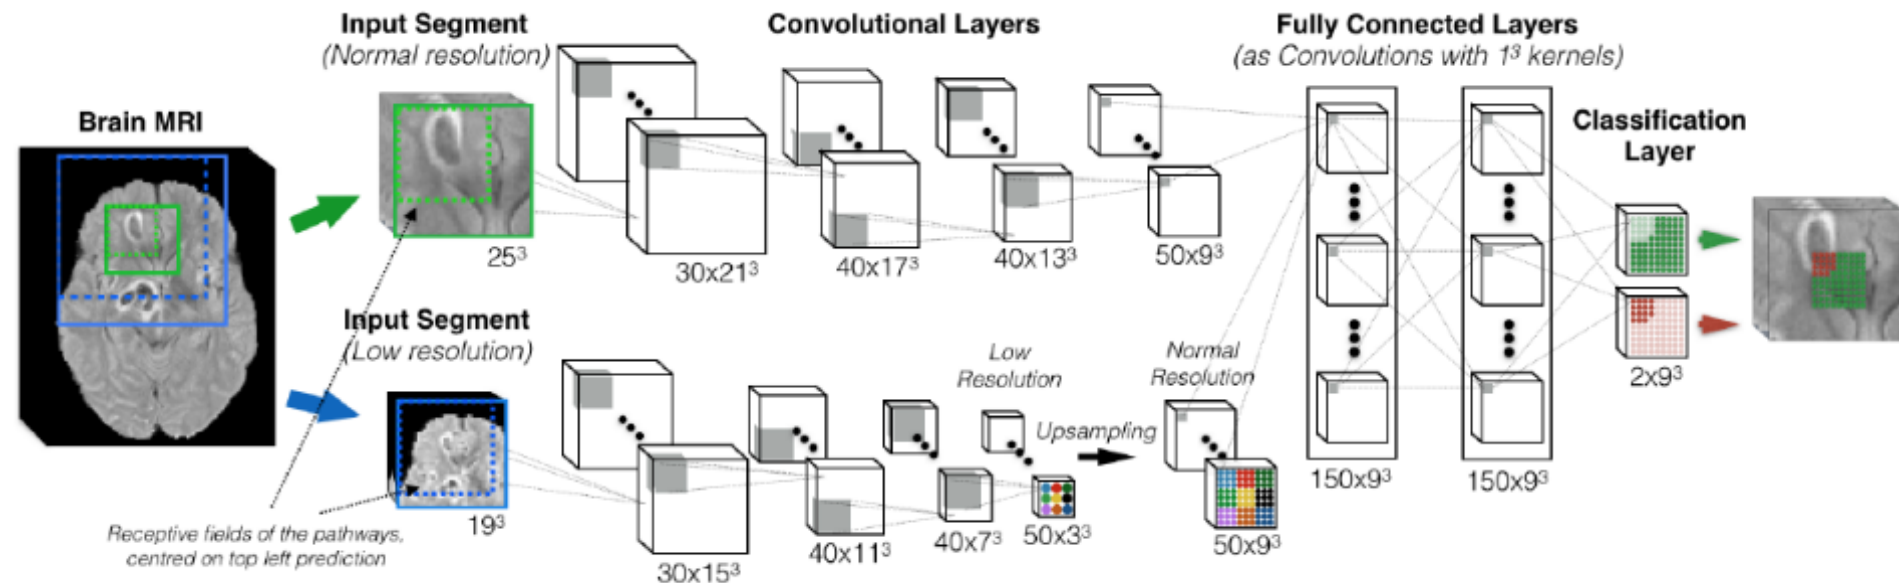 Input Segment
(Normal resolution)
Convolutional Layers
Fully Connected Layers
(as Convolutions with 1³ kernels)
Brain MRI
Classification
Layer
25³
30x21³
40x17³
40x13³
50x9³
Input Segment
(Low resolution)
Low
Resolution
Normal
Resolution
Upsampling
2x9³
150x9³
150x9³
19³
30x15³
40x11³
40x7³
50x3³
50x9³
Receptive fields of the pathways,
centred on top left prediction